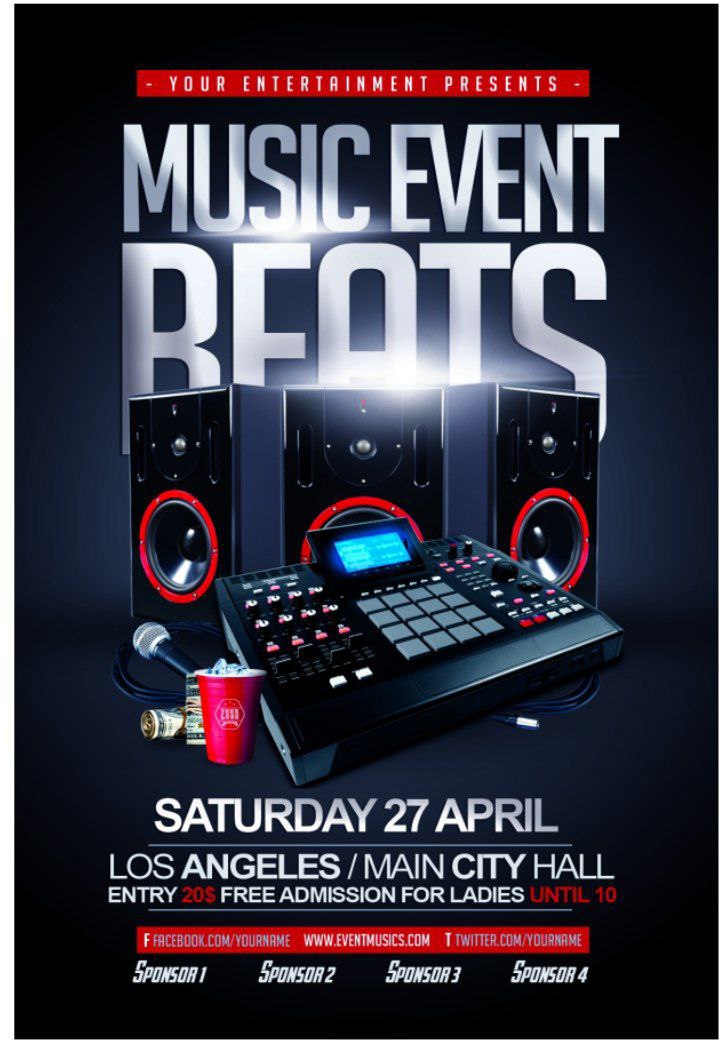 - YOUR ENTERTAINMENT PRESENTS -
MUSIC EVENT
BEATS
SATURDAY 27 APRIL
LOS ANGELES / MAIN CITY HALL
ENTRY 20$ FREE ADMISSION FOR LADIES UNTIL 10
F FACEBOOK.COM/YOURNAME WWW.EVENTMUSICS.COM T TWITTER.COM/YOURNAME
SPONSOR 1 SPONSOR 2 SPONSOR 3 SPONSOR 4